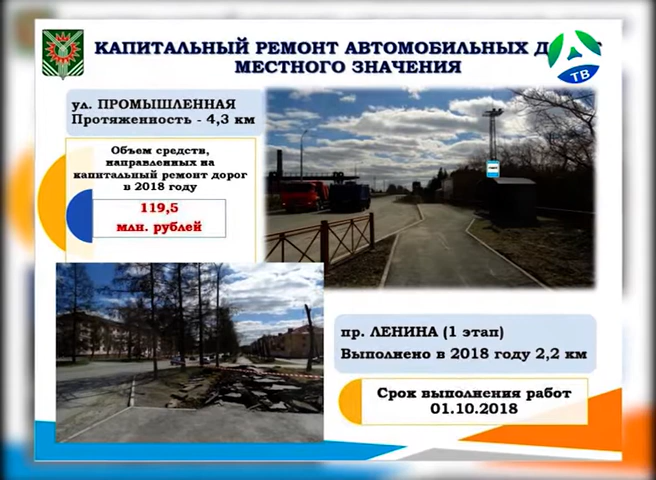 КАПИТАЛЬНЫЙ РЕМОНТ АВТОМОБИЛЬНЫХ
МЕСТНОГО ЗНАЧЕНИЯ
ТВ
ул. ПРОМЫШЛЕННАЯ
Протяженность - 4,3 км
Объем средств,
направленных на
капитальный ремонт дорог
в 2018 году
119,5
млн. рублей
пр. ЛЕНИНА (1 этап)
Выполнено в 2018 году 2,2 км
Срок выполнения работ
01.10.2018